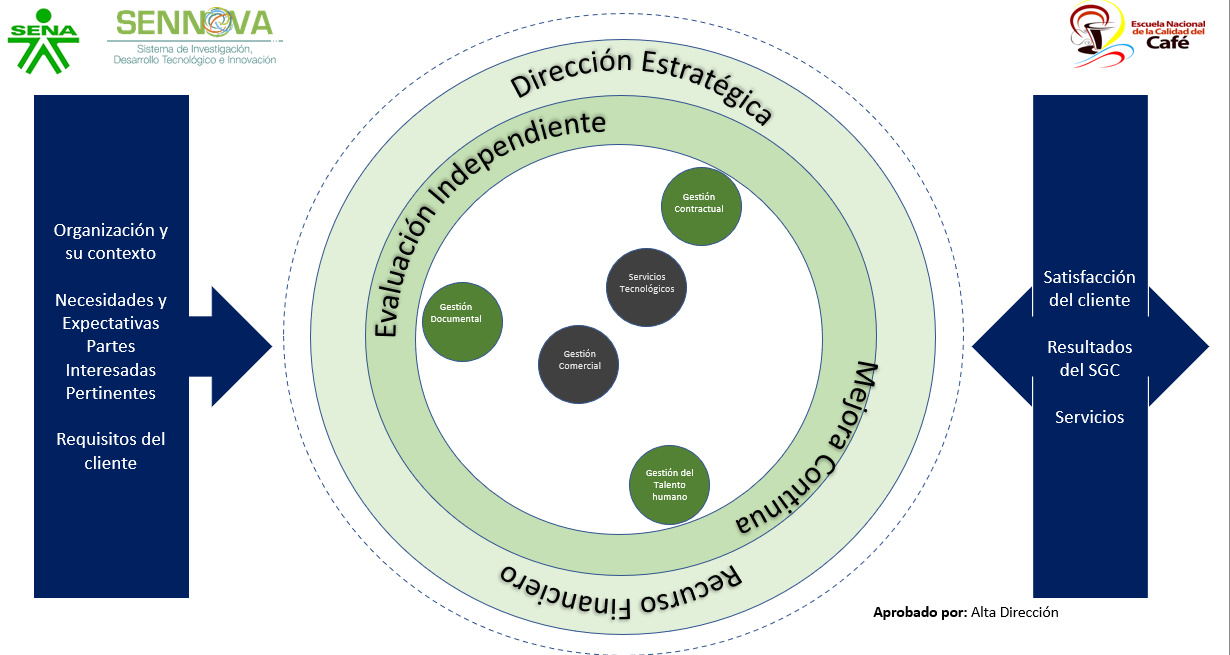 SENA
SENNOVA
Sistema de Investigación,
Desarrollo Tecnológico e Innovación
Escuela Nacional
de la Calidad del
Café
Organización y
su contexto
Necesidades y
Expectativas
Partes
Interesadas
Pertinentes
Requisitos del
cliente
Dirección Estratégica
Evaluación Independiente
Gestión
Contractual
Servicios
Tecnológicos
Gestión
Documental
Gestión
Comercial
Gestión del
Talento
humano
Mejora Continua
Recurso Financiero
Satisfacción
del cliente
Resultados
del SGC
Servicios
Aprobado por: Alta Dirección